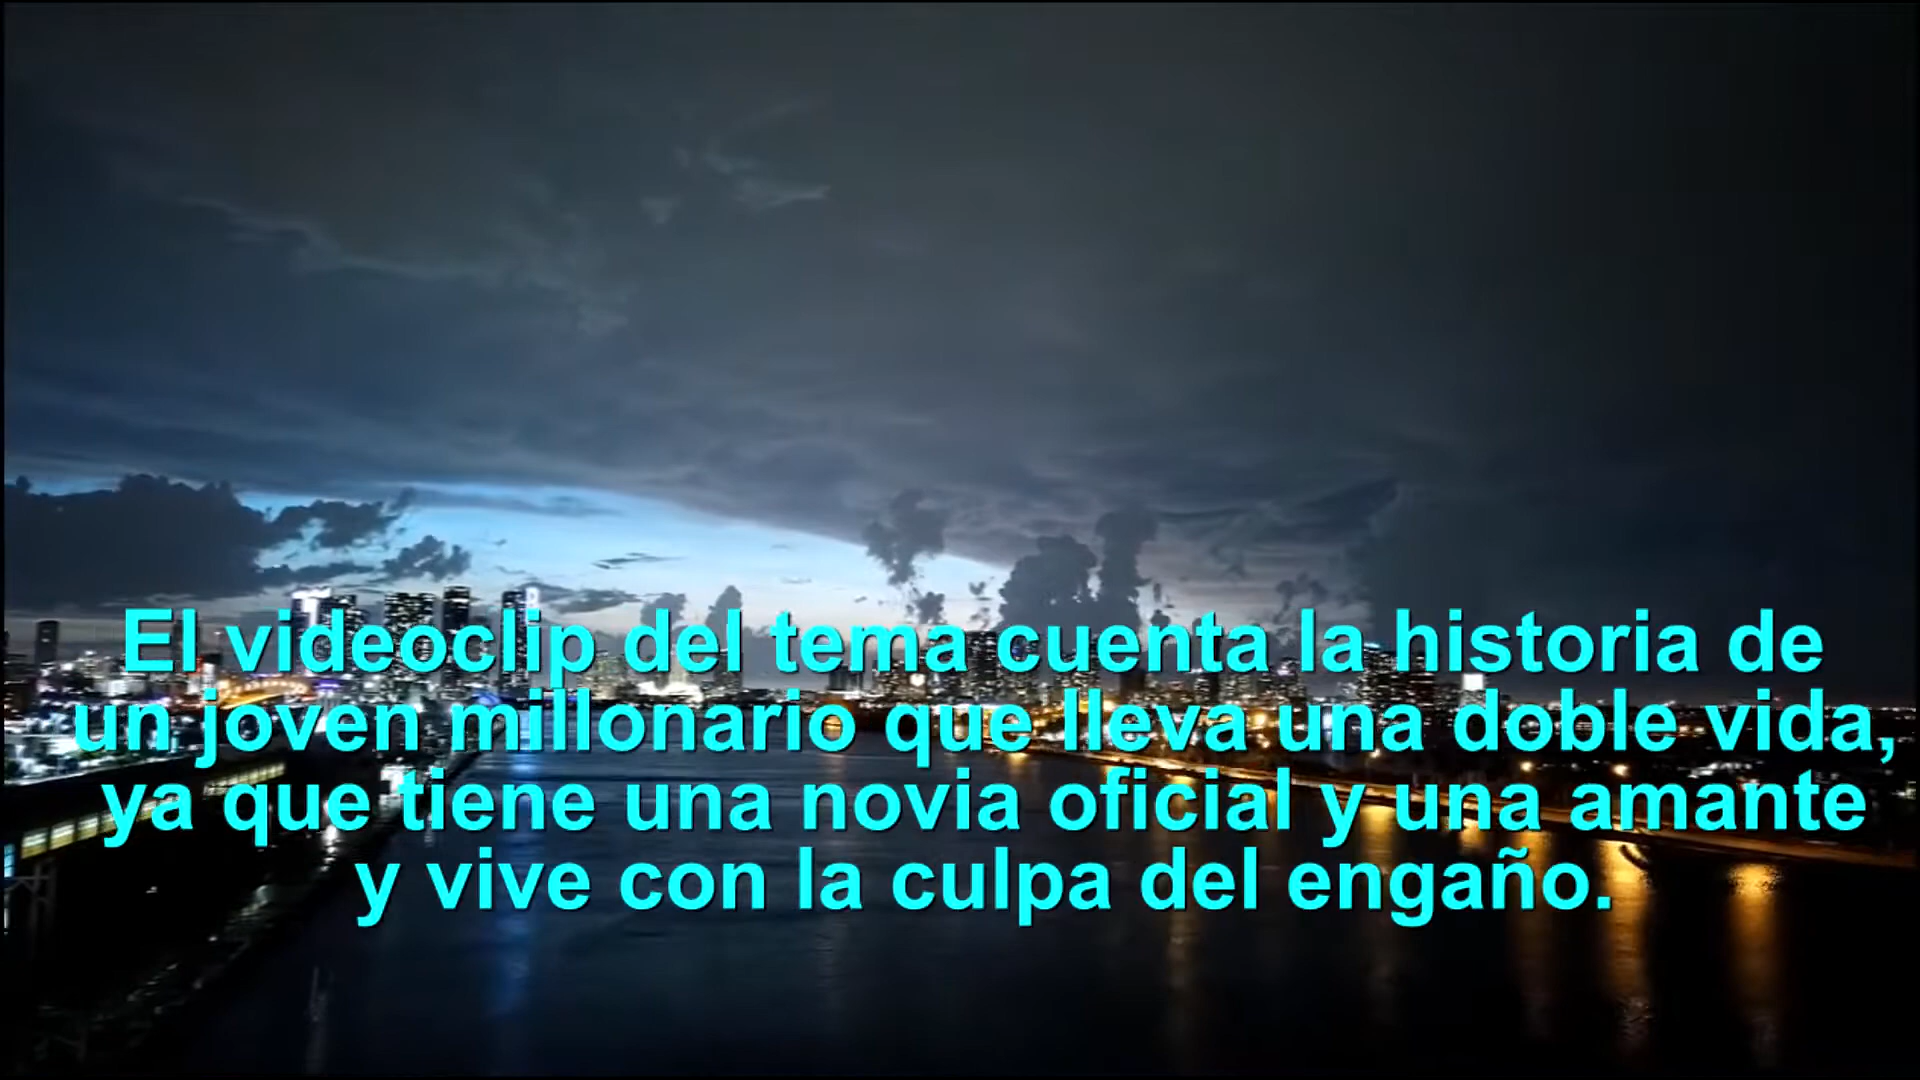 El videoclip del tema cuenta la historia de
un joven millonario que lleva una doble vida,
ya que tiene una novia oficial y una amante
y vive con la culpa del engaño.